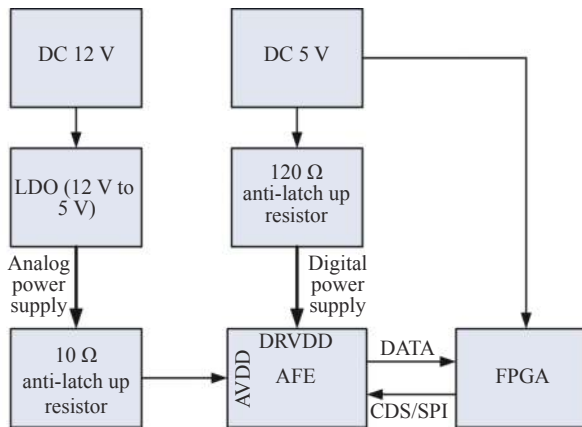 DC 12 V
DC 5 V
LDO (12 V to
5 V)
120 Ω
anti-latch up
resistor
Analog
power
supply
Digital
power
supply
10 Ω
anti-latch up
resistor
AVDD
DRVDD
AFE
DATA
CDS/SPI
FPGA